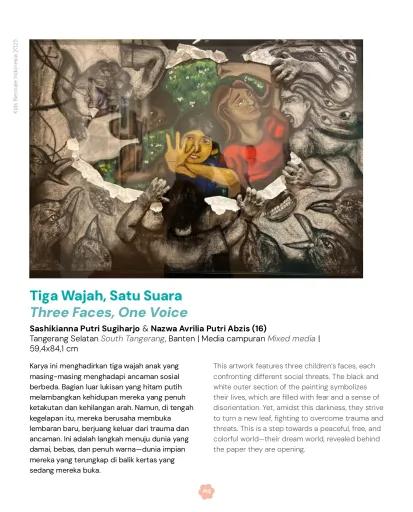 Kids Biennale Indonesia 2025
Tiga Wajah, Satu Suara
Three Faces, One Voice
Sashikianna Putri Sugiharjo & Nazwa Avrilia Putri Abzis (16)
Tangerang Selatan South Tangerang, Banten | Media campuran Mixed media |
59,4x84,1 cm
Karya ini menghadirkan tiga wajah anak yang
masing-masing menghadapi ancaman sosial
berbeda. Bagian luar lukisan yang hitam putih
melambangkan kehidupan mereka yang penuh
ketakutan dan kehilangan arah. Namun, di tengah
kegelapan itu, mereka berusaha membuka
lembaran baru, berjuang keluar dari trauma dan
ancaman. Ini adalah langkah menuju dunia yang
damai, bebas, dan penuh warna—dunia impian
mereka yang terungkap di balik kertas yang
sedang mereka buka.
This artwork features three children's faces, each
confronting different social threats. The black and
white outer section of the painting symbolizes
their lives, which are filled with fear and a sense of
disorientation. Yet, amidst this darkness, they strive
to turn a new leaf, fighting to overcome trauma and
threats. This is a step towards a peaceful, free, and
colorful world—their dream world, revealed behind
the paper they are opening.